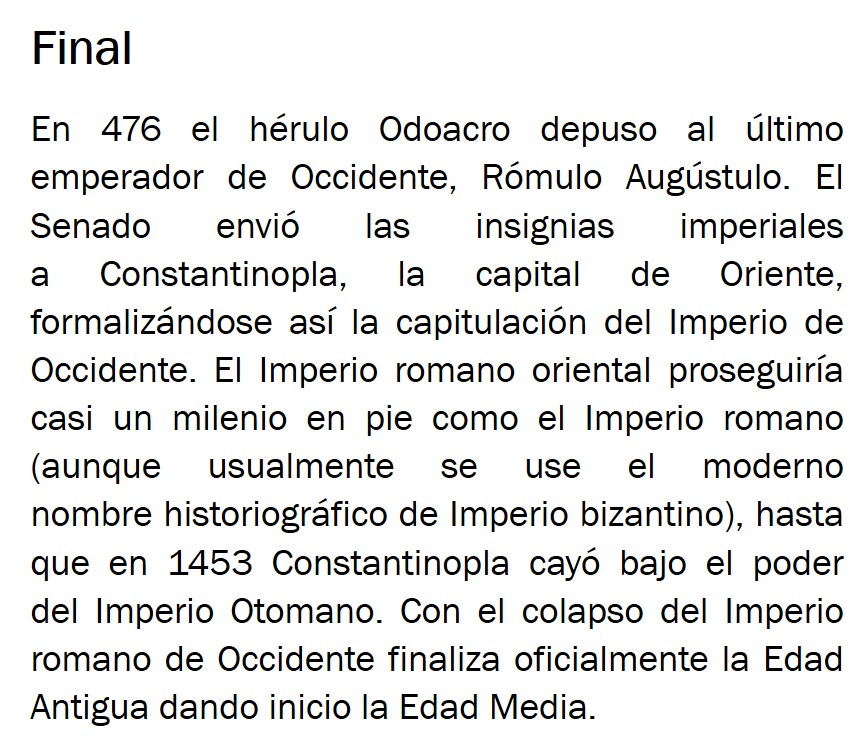 Final
En 476 el hérulo Odoacro depuso al último
emperador de Occidente, Rómulo Augústulo. El
Senado envió las insignias imperiales
a Constantinopla, la capital de Oriente,
formalizándose así la capitulación del Imperio de
Occidente. El Imperio romano oriental proseguiría
casi un milenio en pie como el Imperio romano
(aunque usualmente se use el moderno
nombre historiográfico de Imperio bizantino), hasta
que en 1453 Constantinopla cayó bajo el poder
del Imperio Otomano. Con el colapso del Imperio
romano de Occidente finaliza oficialmente la Edad
Antigua dando inicio la Edad Media.